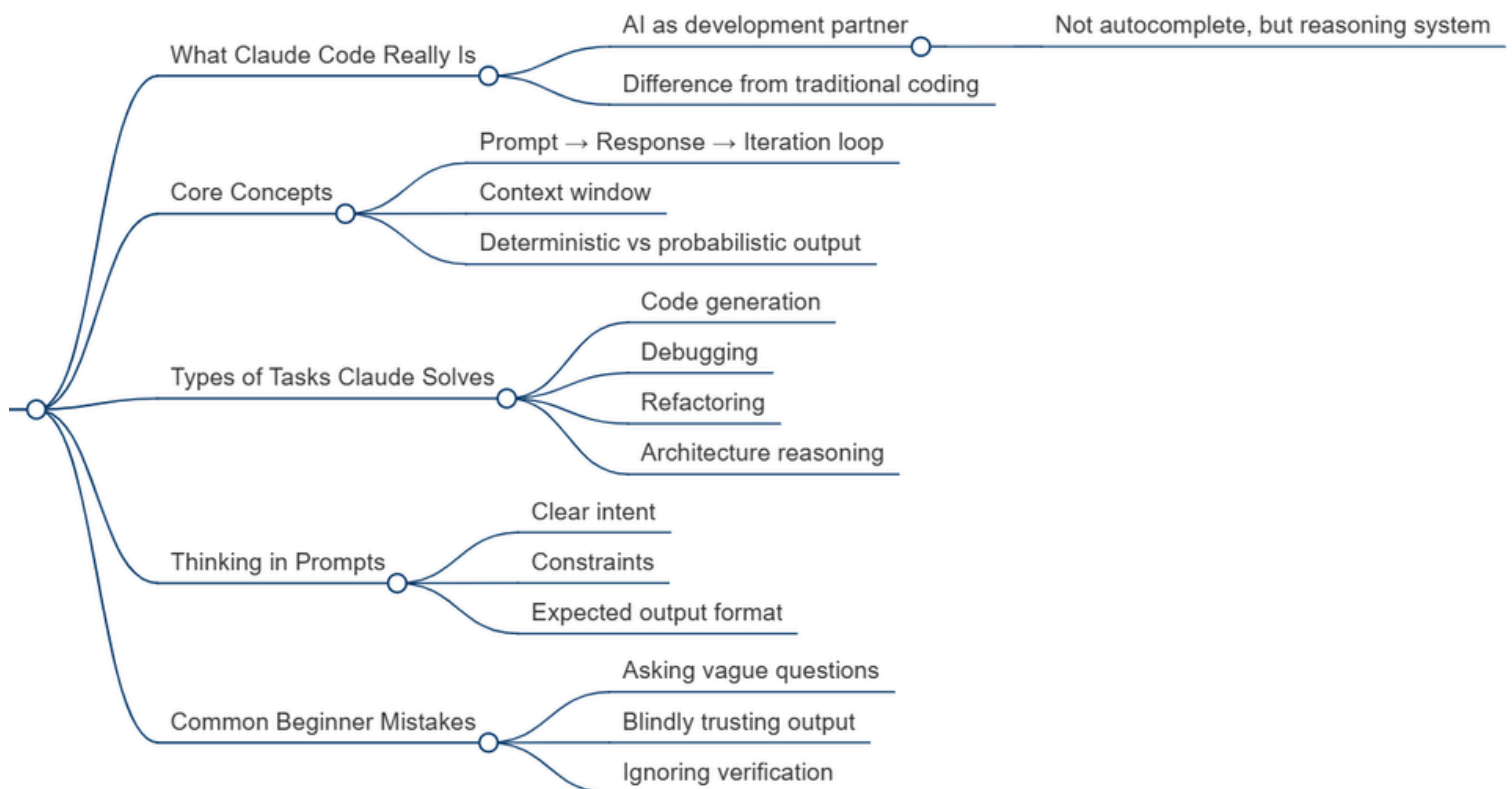 What Claude Code Really Is
AI as development partner
Not autocomplete, but reasoning system
Difference from traditional coding
Core Concepts
Prompt → Response → Iteration loop
Context window
Deterministic vs probabilistic output
Types of Tasks Claude Solves
Code generation
Debugging
Refactoring
Architecture reasoning
Thinking in Prompts
Clear intent
Constraints
Expected output format
Common Beginner Mistakes
Asking vague questions
Blindly trusting output
Ignoring verification